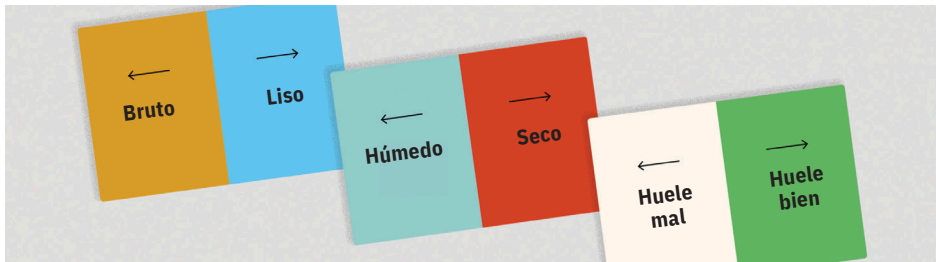 Bruto
Liso
Húmedo
Seco
Huele
mal
Huele
bien